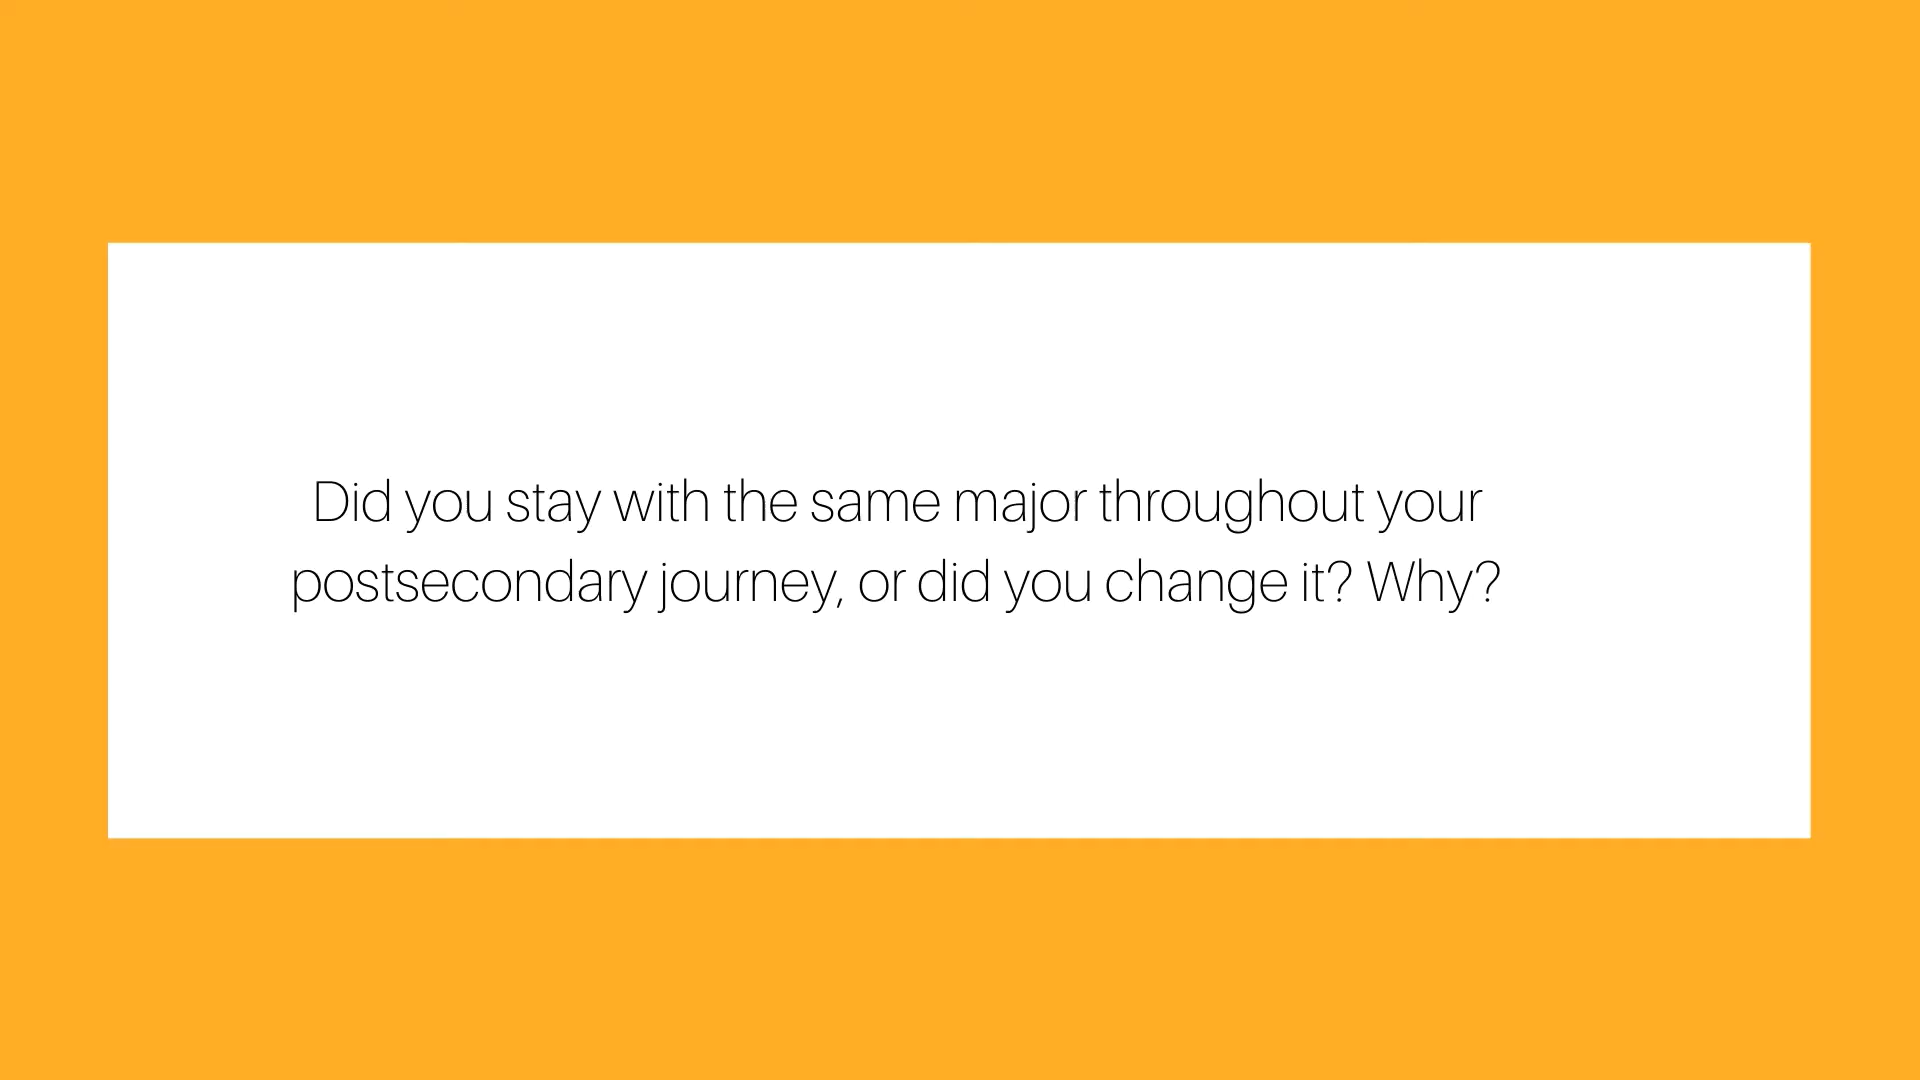 Did you stay with the same major throughout your
postsecondary journey, or did you change it? Why?